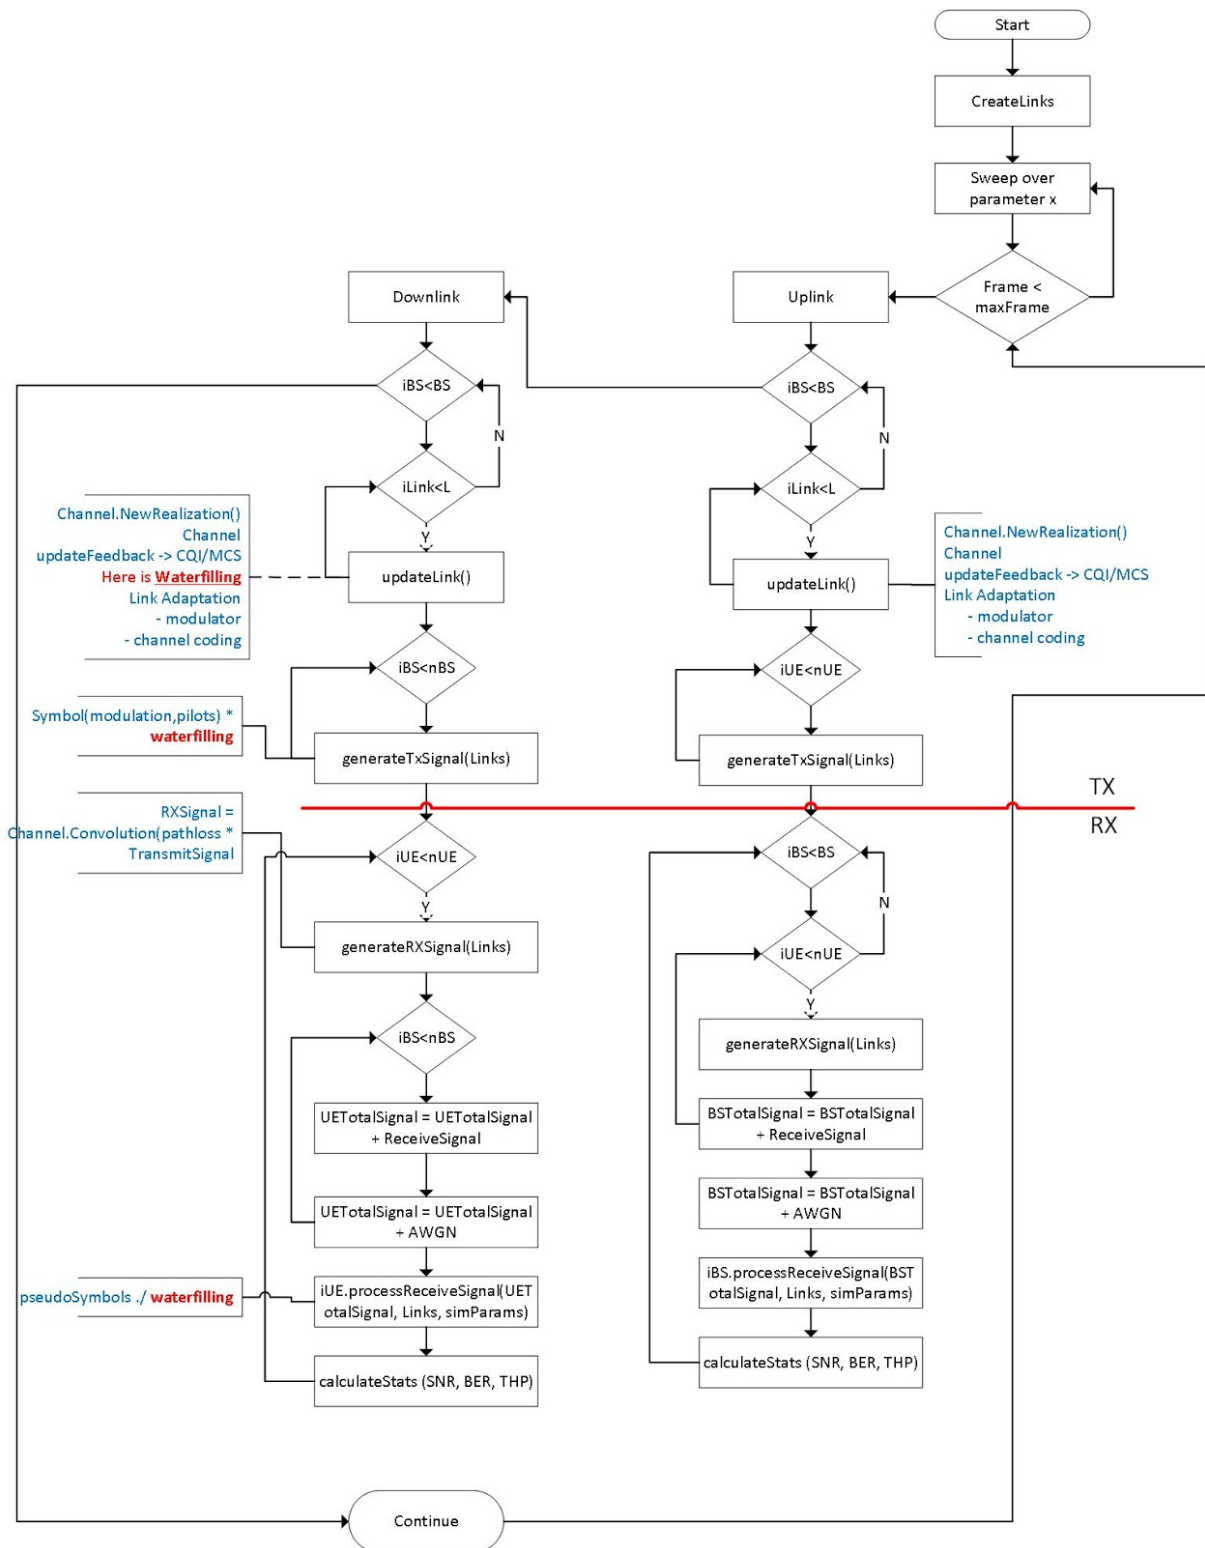 Start
CreateLinks
Sweep over
parameter x
Frame <
maxFrame
Uplink
Downlink
iBS<BS
N
iLink<L
Y
updateLink()
Channel.NewRealization()
Channel
updateFeedback -> CQI/MCS
Here is Waterfilling
Link Adaptation
- modulator
- channel coding
iBS<nBS
Symbol(modulation,pilots) *
waterfilling
generateTxSignal(Links)
RXSignal =
Channel.Convolution(pathloss *
TransmitSignal
iUE<nUE
Y
generateRXSignal(Links)
iBS<nBS
UETotalSignal = UETotalSignal
+ ReceiveSignal
UETotalSignal = UETotalSignal
+ AWGN
pseudoSymbols ./ waterfilling
iUE.processReceiveSignal(UET
otalSignal, Links, simParams)
calculateStats (SNR, BER, THP)
iBS<BS
N
iLink<L
Y
updateLink()
Channel.NewRealization()
Channel
updateFeedback -> CQI/MCS
Link Adaptation
- modulator
- channel coding
iUE<nUE
generateTxSignal(Links)
TX
RX
iBS<BS
N
iUE<nUE
Y
generateRXSignal(Links)
BSTotalSignal = BSTotalSignal
+ ReceiveSignal
BSTotalSignal = BSTotalSignal
+ AWGN
iBS.processReceiveSignal(BST
otalSignal, Links, simParams)
calculateStats (SNR, BER, THP)
Continue